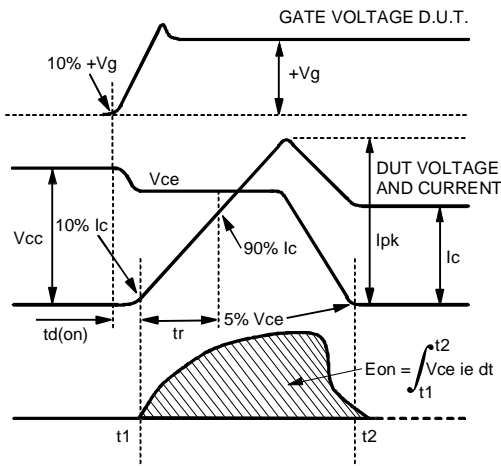 GATE VOLTAGE D.U.T.
10% +Vg
+Vg
Vce
DUT VOLTAGE
AND CURRENT
Vcc
10% Ic
90% Ic
Ipk
Ic
td(on)
tr
5% Vce
Eon = ∫ Vce ie dt
t2
t1
t1
t2